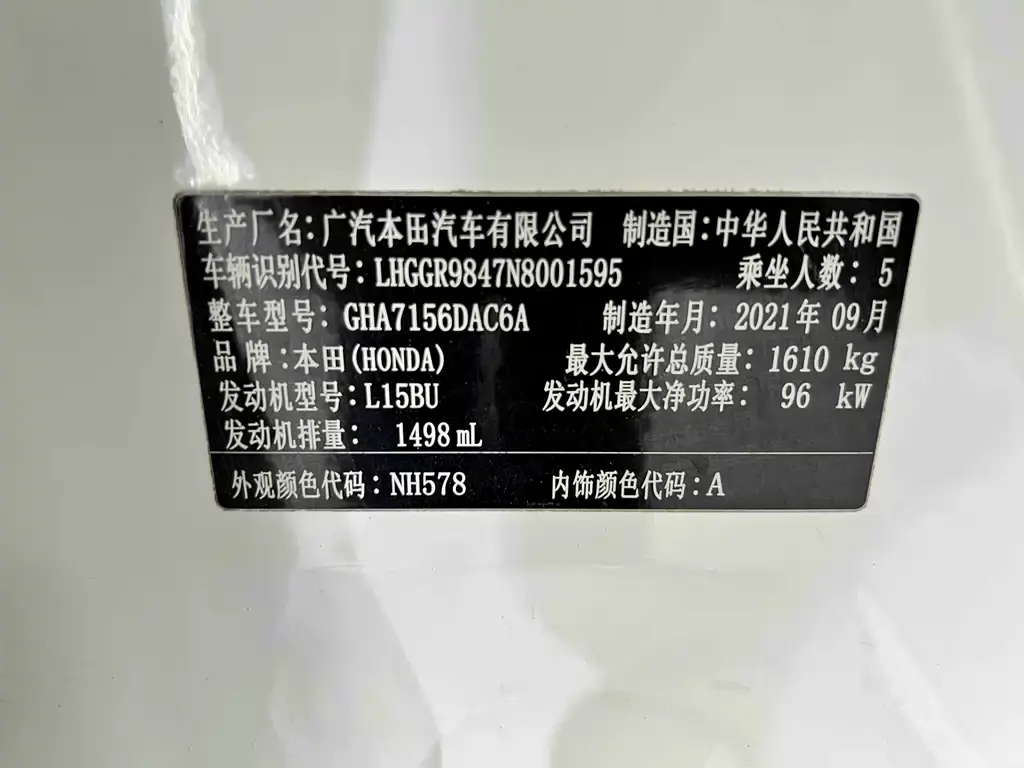 生产厂名:广汽本田汽车有限公司 制造国:中华人民共和国
车辆识别代号:LHGGR9847N8001595 乘坐人数:5
整车型号:GHA7156DAC6A 制造年月:2021年09月
品牌:本田(HONDA) 最大允许总质量:1610 kg
发动机型号:L15BU 发动机最大净功率:96 kW
发动机排量:1498 mL
外观颜色代码:NH578 内饰颜色代码:A